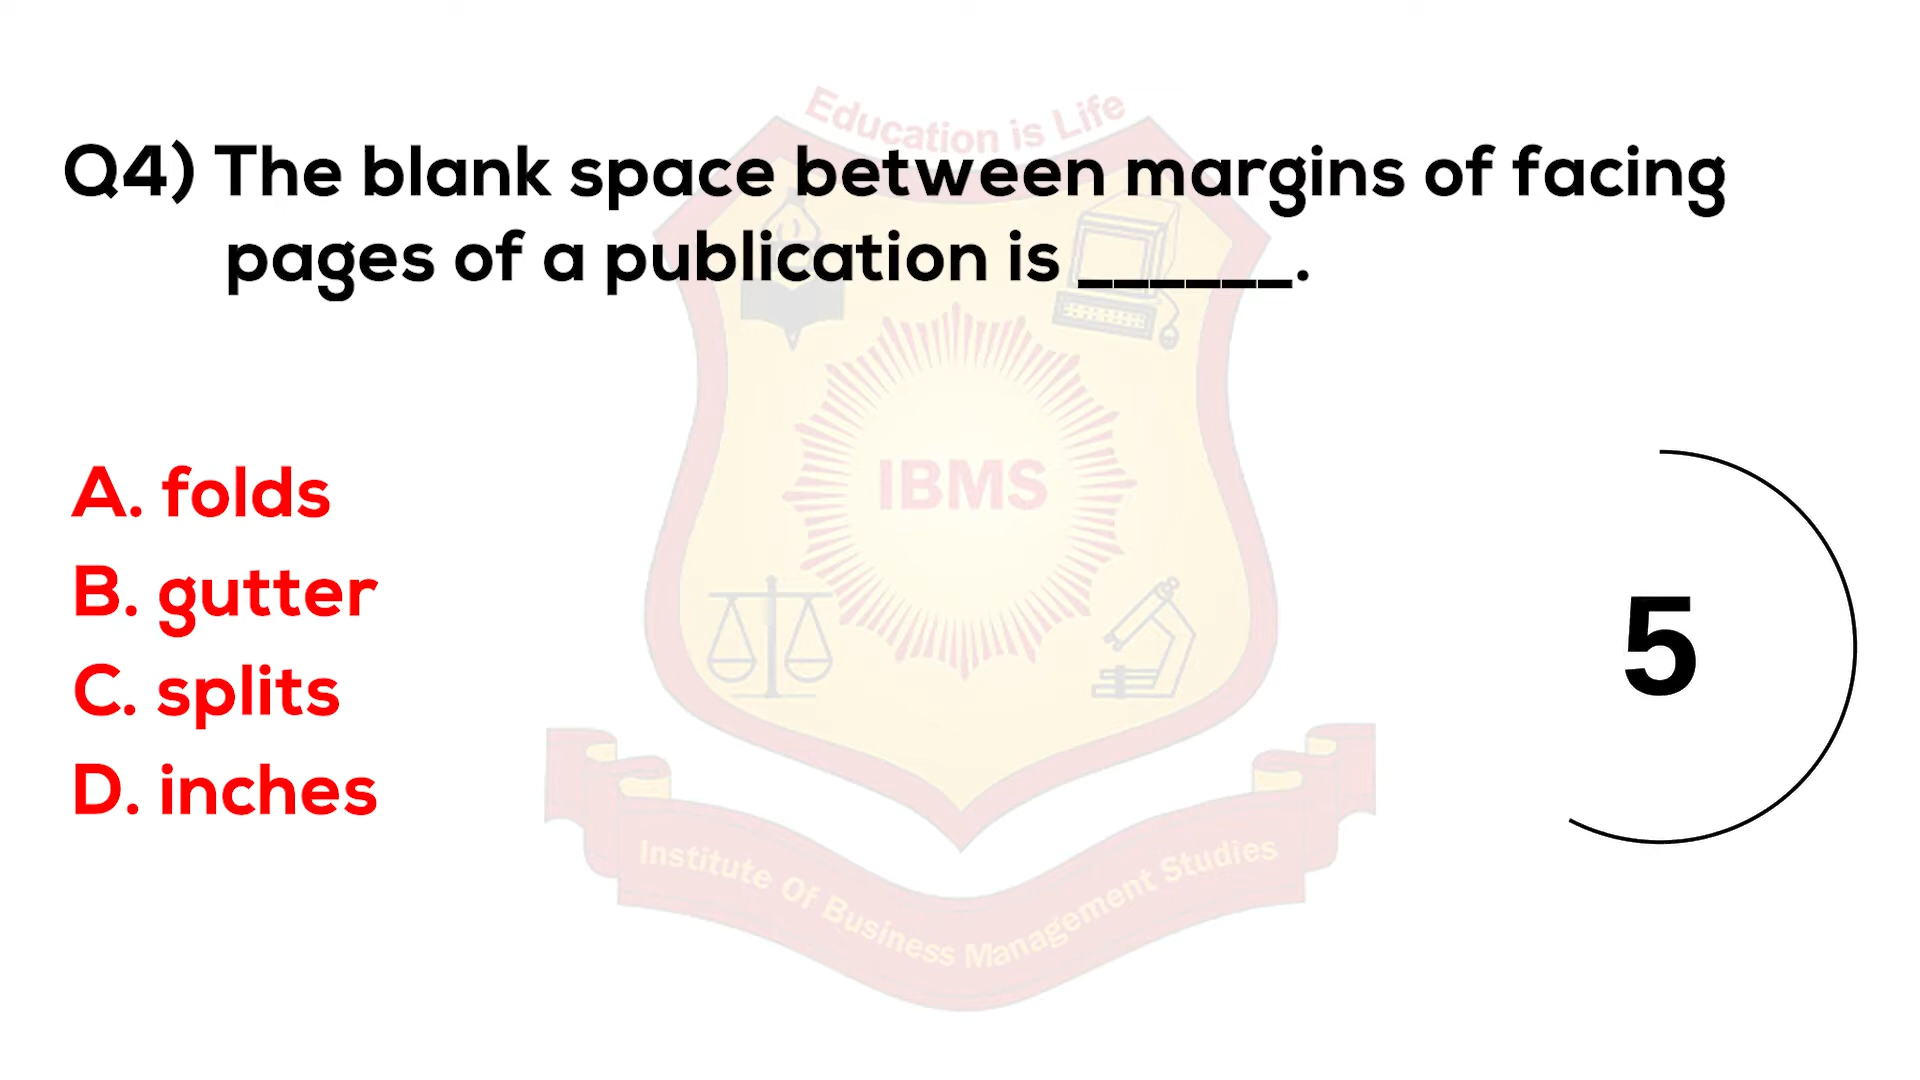 Education is Life
Q4) The blank space between margins of facing
pages of a publication is ______.
IBMS
A. folds
B. gutter
C. splits
D. inches
5
Institute Of Business Management Studies